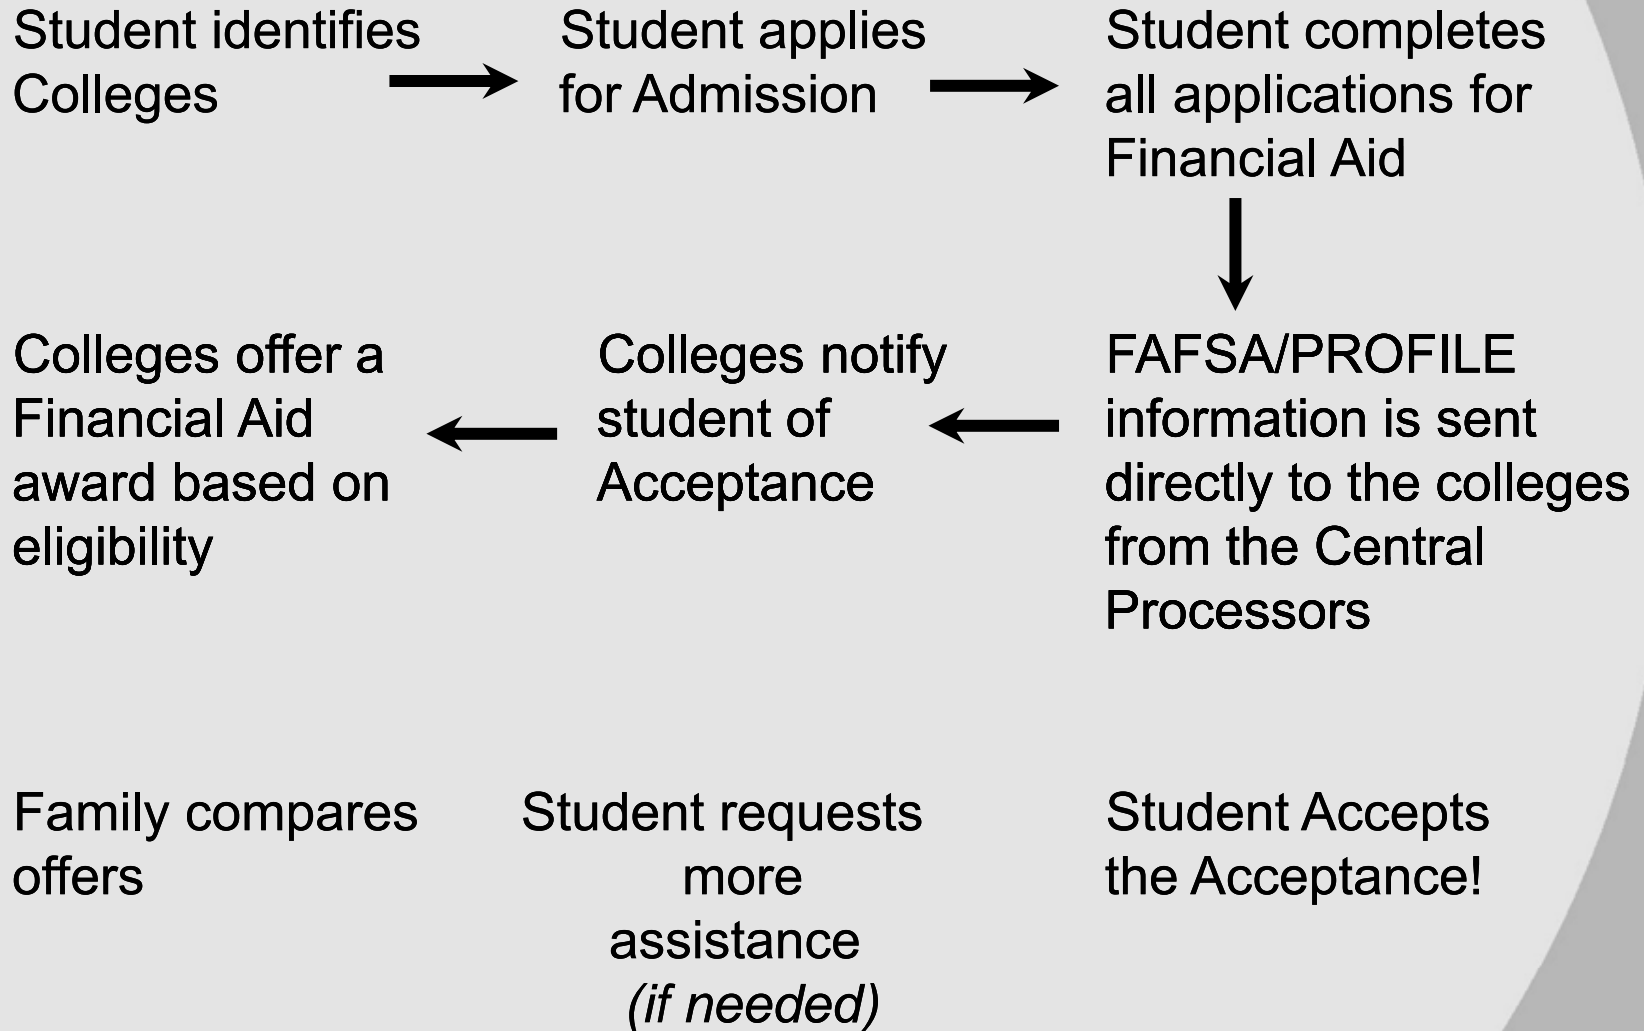 Student identifies
Colleges
Student applies
for Admission
Student completes
all applications for
Financial Aid
FAFSA/PROFILE
information is sent
directly to the colleges
from the Central
Processors
Colleges notify
student of
Acceptance
Colleges offer a
Financial Aid
award based on
eligibility
Family compares
offers
Student requests
more
assistance
(if needed)
Student Accepts
the Acceptance!